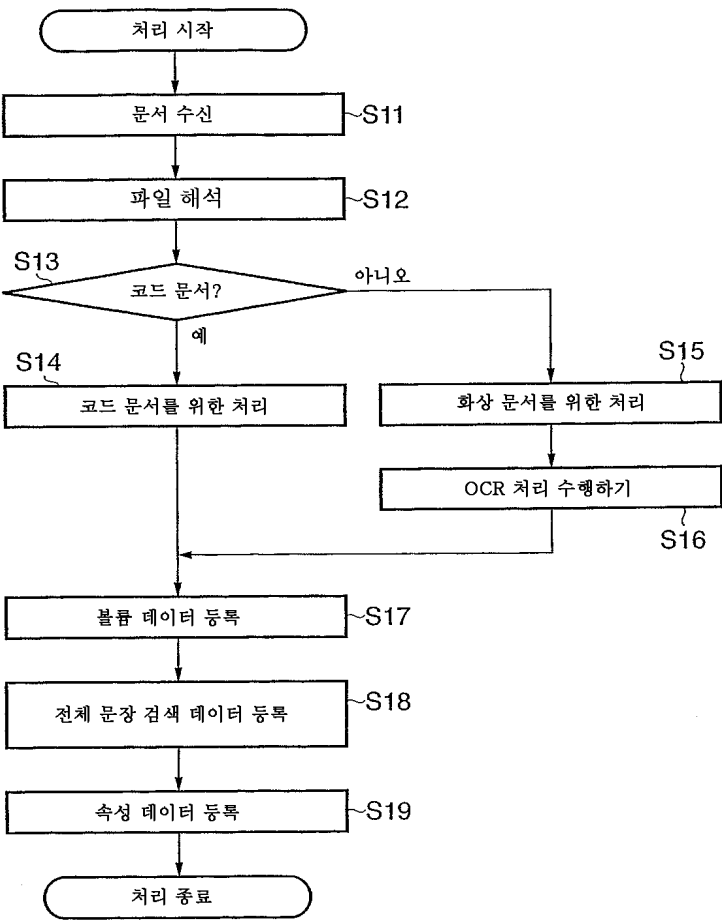 처리 시작
문서 수신
S11
파일 해석
S12
S13
코드 문서?
아니오
예
S14
코드 문서를 위한 처리
S15
화상 문서를 위한 처리
OCR 처리 수행하기
S16
볼륨 데이터 등록
S17
전체 문장 검색 데이터 등록
S18
속성 데이터 등록
S19
처리 종료